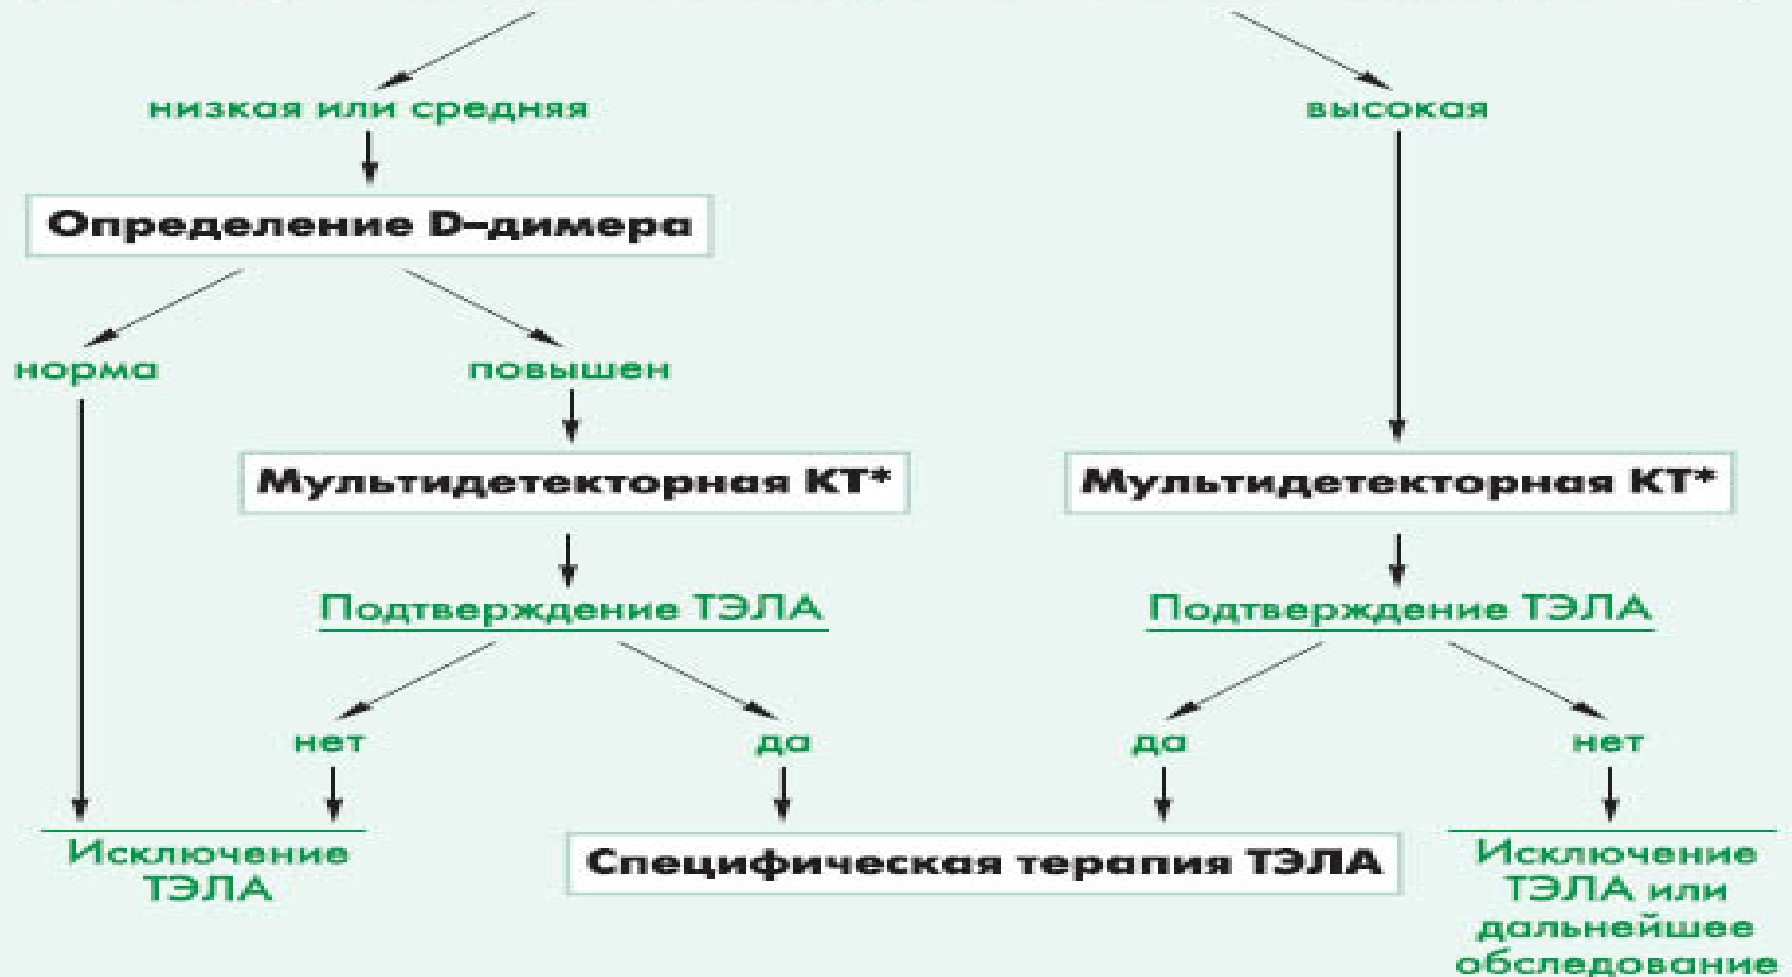 низкая или средняя
высокая
Определение D–димера
норма
повышен
Мультидетекторная КТ*
Мультидетекторная КТ*
Подтверждение ТЭЛА
Подтверждение ТЭЛА
нет
да
да
нет
Исключение
ТЭЛА
Специфическая терапия ТЭЛА
Исключение
ТЭЛА или
дальнейшее
обследование